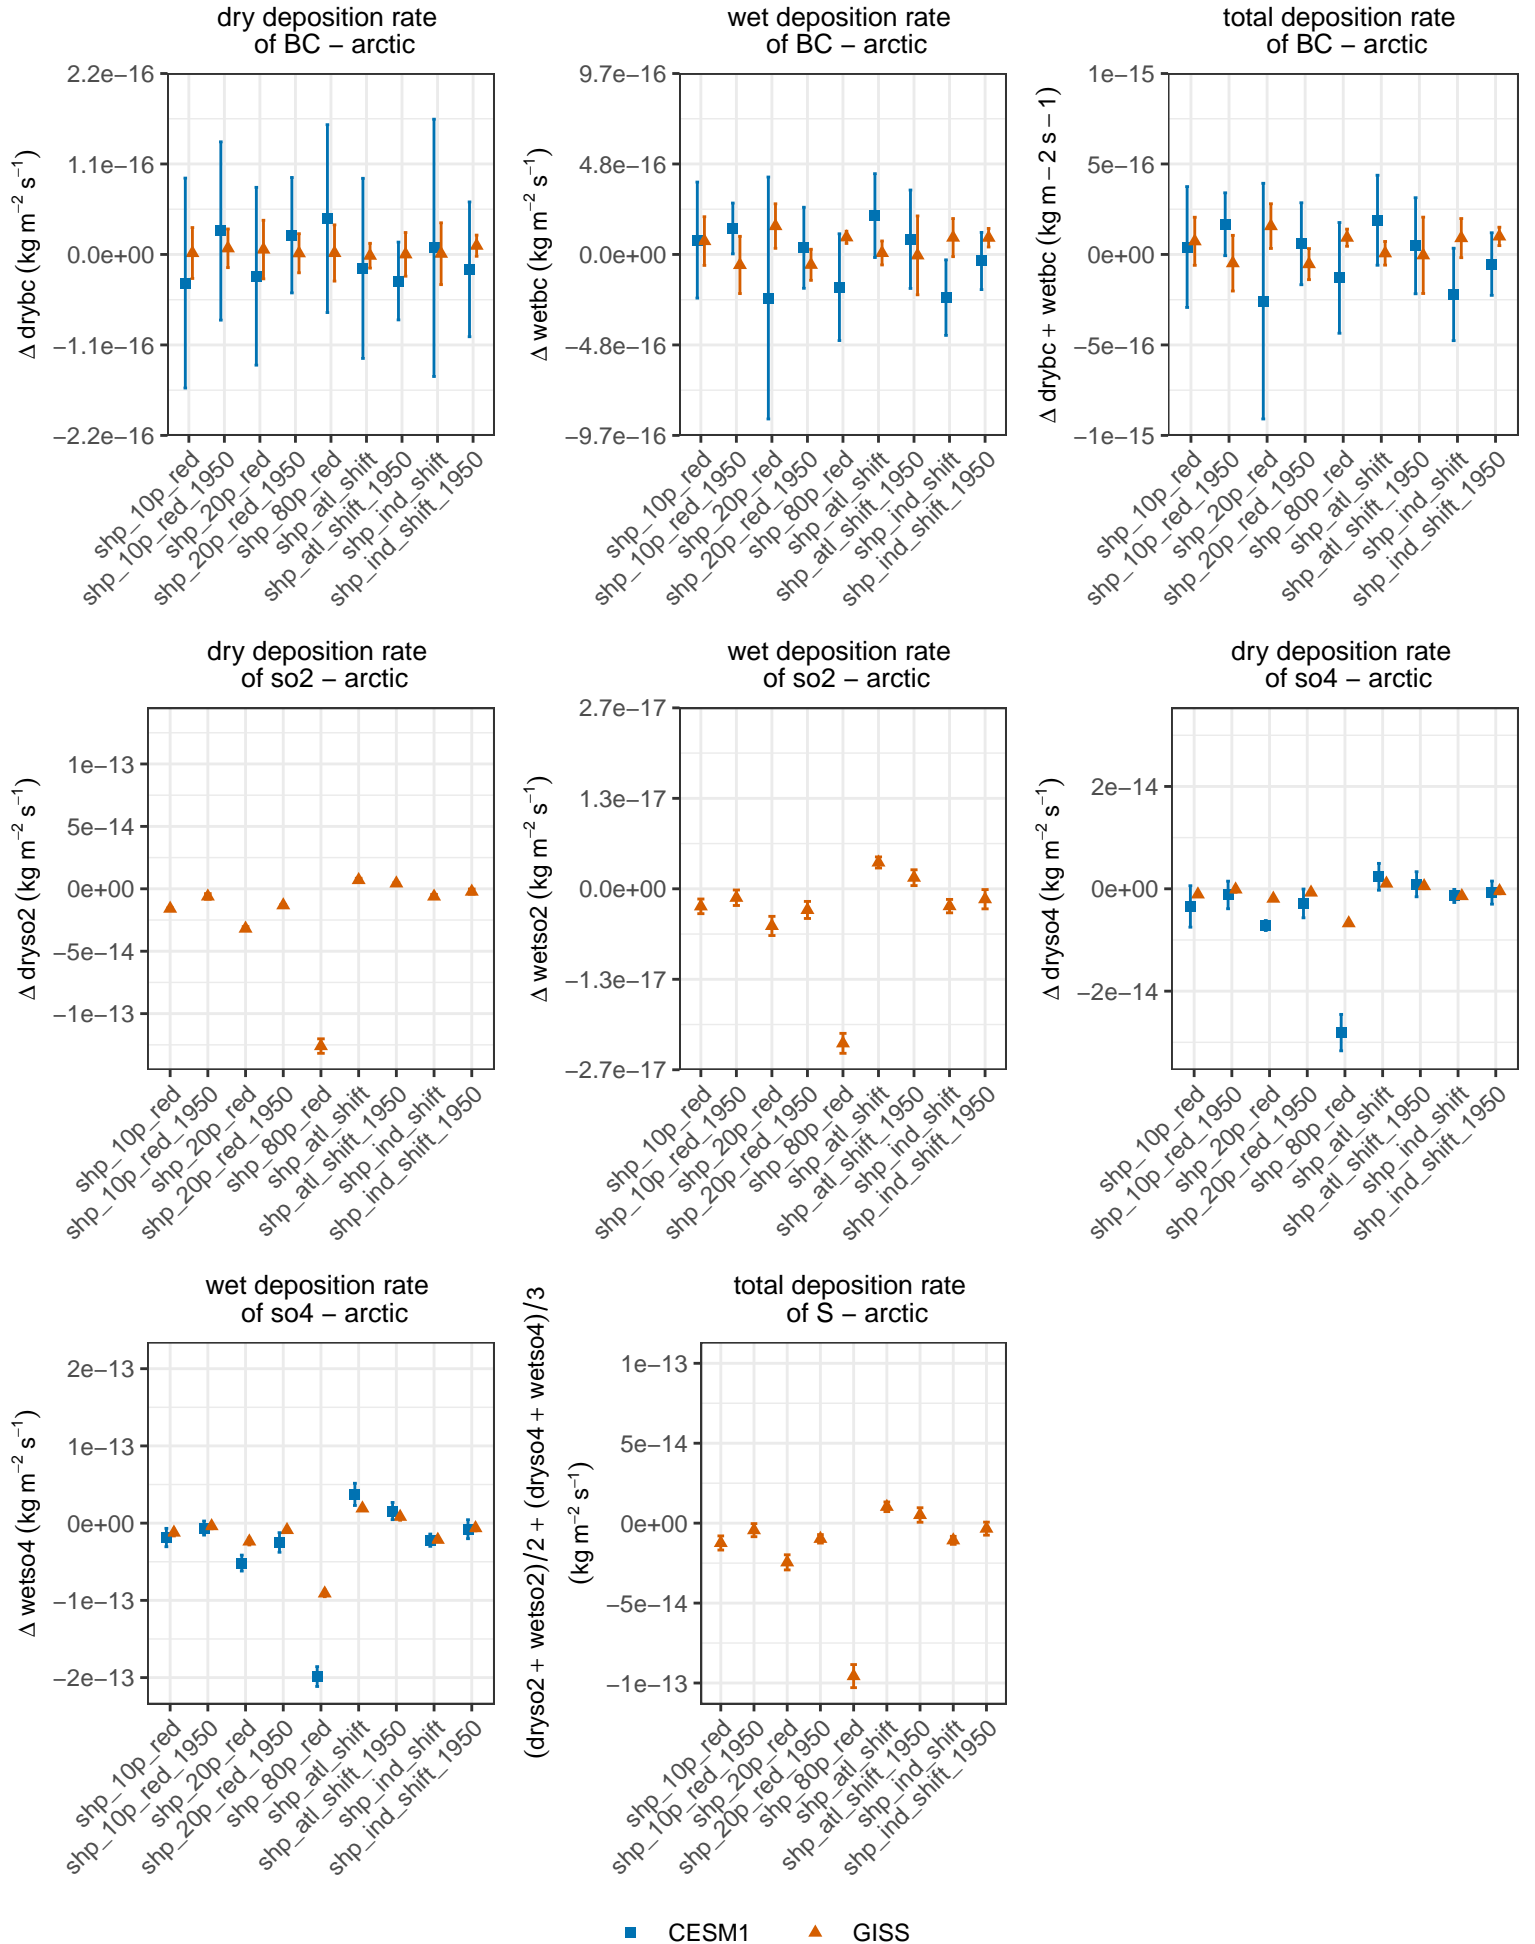 dry deposition rate
of BC − arctic
Δ drybc (kg m−2 s−1)
2.2e−16
1.1e−16
0.0e+00
−1.1e−16
−2.2e−16
shp_10p_red
shp_10p_red_1950
shp_20p_red
shp_20p_red_1950
shp_80p_red
shp_atl_shift
shp_atl_shift_1950
shp_ind_shift
shp_ind_shift_1950
wet deposition rate
of BC − arctic
Δ wetbc (kg m−2 s−1)
9.7e−16
4.8e−16
0.0e+00
−4.8e−16
−9.7e−16
shp_10p_red
shp_10p_red_1950
shp_20p_red
shp_20p_red_1950
shp_80p_red
shp_atl_shift
shp_atl_shift_1950
shp_ind_shift
shp_ind_shift_1950
total deposition rate
of BC − arctic
Δ drybc + wetbc (kg m − 2 s − 1)
1e−15
5e−16
0e+00
−5e−16
−1e−15
shp_10p_red
shp_10p_red_1950
shp_20p_red
shp_20p_red_1950
shp_80p_red
shp_atl_shift
shp_atl_shift_1950
shp_ind_shift
shp_ind_shift_1950
dry deposition rate
of so2 − arctic
Δ dryso2 (kg m−2 s−1)
1e−13
5e−14
0e+00
−5e−14
−1e−13
shp_10p_red
shp_10p_red_1950
shp_20p_red
shp_20p_red_1950
shp_80p_red
shp_atl_shift
shp_atl_shift_1950
shp_ind_shift
shp_ind_shift_1950
wet deposition rate
of so2 − arctic
Δ wetso2 (kg m−2 s−1)
2.7e−17
1.3e−17
0.0e+00
−1.3e−17
−2.7e−17
shp_10p_red
shp_10p_red_1950
shp_20p_red
shp_20p_red_1950
shp_80p_red
shp_atl_shift
shp_atl_shift_1950
shp_ind_shift
shp_ind_shift_1950
dry deposition rate
of so4 − arctic
Δ dryso4 (kg m−2 s−1)
2e−14
0e+00
−2e−14
shp_10p_red
shp_10p_red_1950
shp_20p_red
shp_20p_red_1950
shp_80p_red
shp_atl_shift
shp_atl_shift_1950
shp_ind_shift
shp_ind_shift_1950
wet deposition rate
of so4 − arctic
Δ wetso4 (kg m−2 s−1)
2e−13
1e−13
0e+00
−1e−13
−2e−13
shp_10p_red
shp_10p_red_1950
shp_20p_red
shp_20p_red_1950
shp_80p_red
shp_atl_shift
shp_atl_shift_1950
shp_ind_shift
shp_ind_shift_1950
total deposition rate
of S − arctic
(dryso2 + wetso2)/2 + (dryso4 + wetso4)/3
(kg m−2 s−1)
1e−13
5e−14
0e+00
−5e−14
−1e−13
shp_10p_red
shp_10p_red_1950
shp_20p_red
shp_20p_red_1950
shp_80p_red
shp_atl_shift
shp_atl_shift_1950
shp_ind_shift
shp_ind_shift_1950
CESM1
GISS